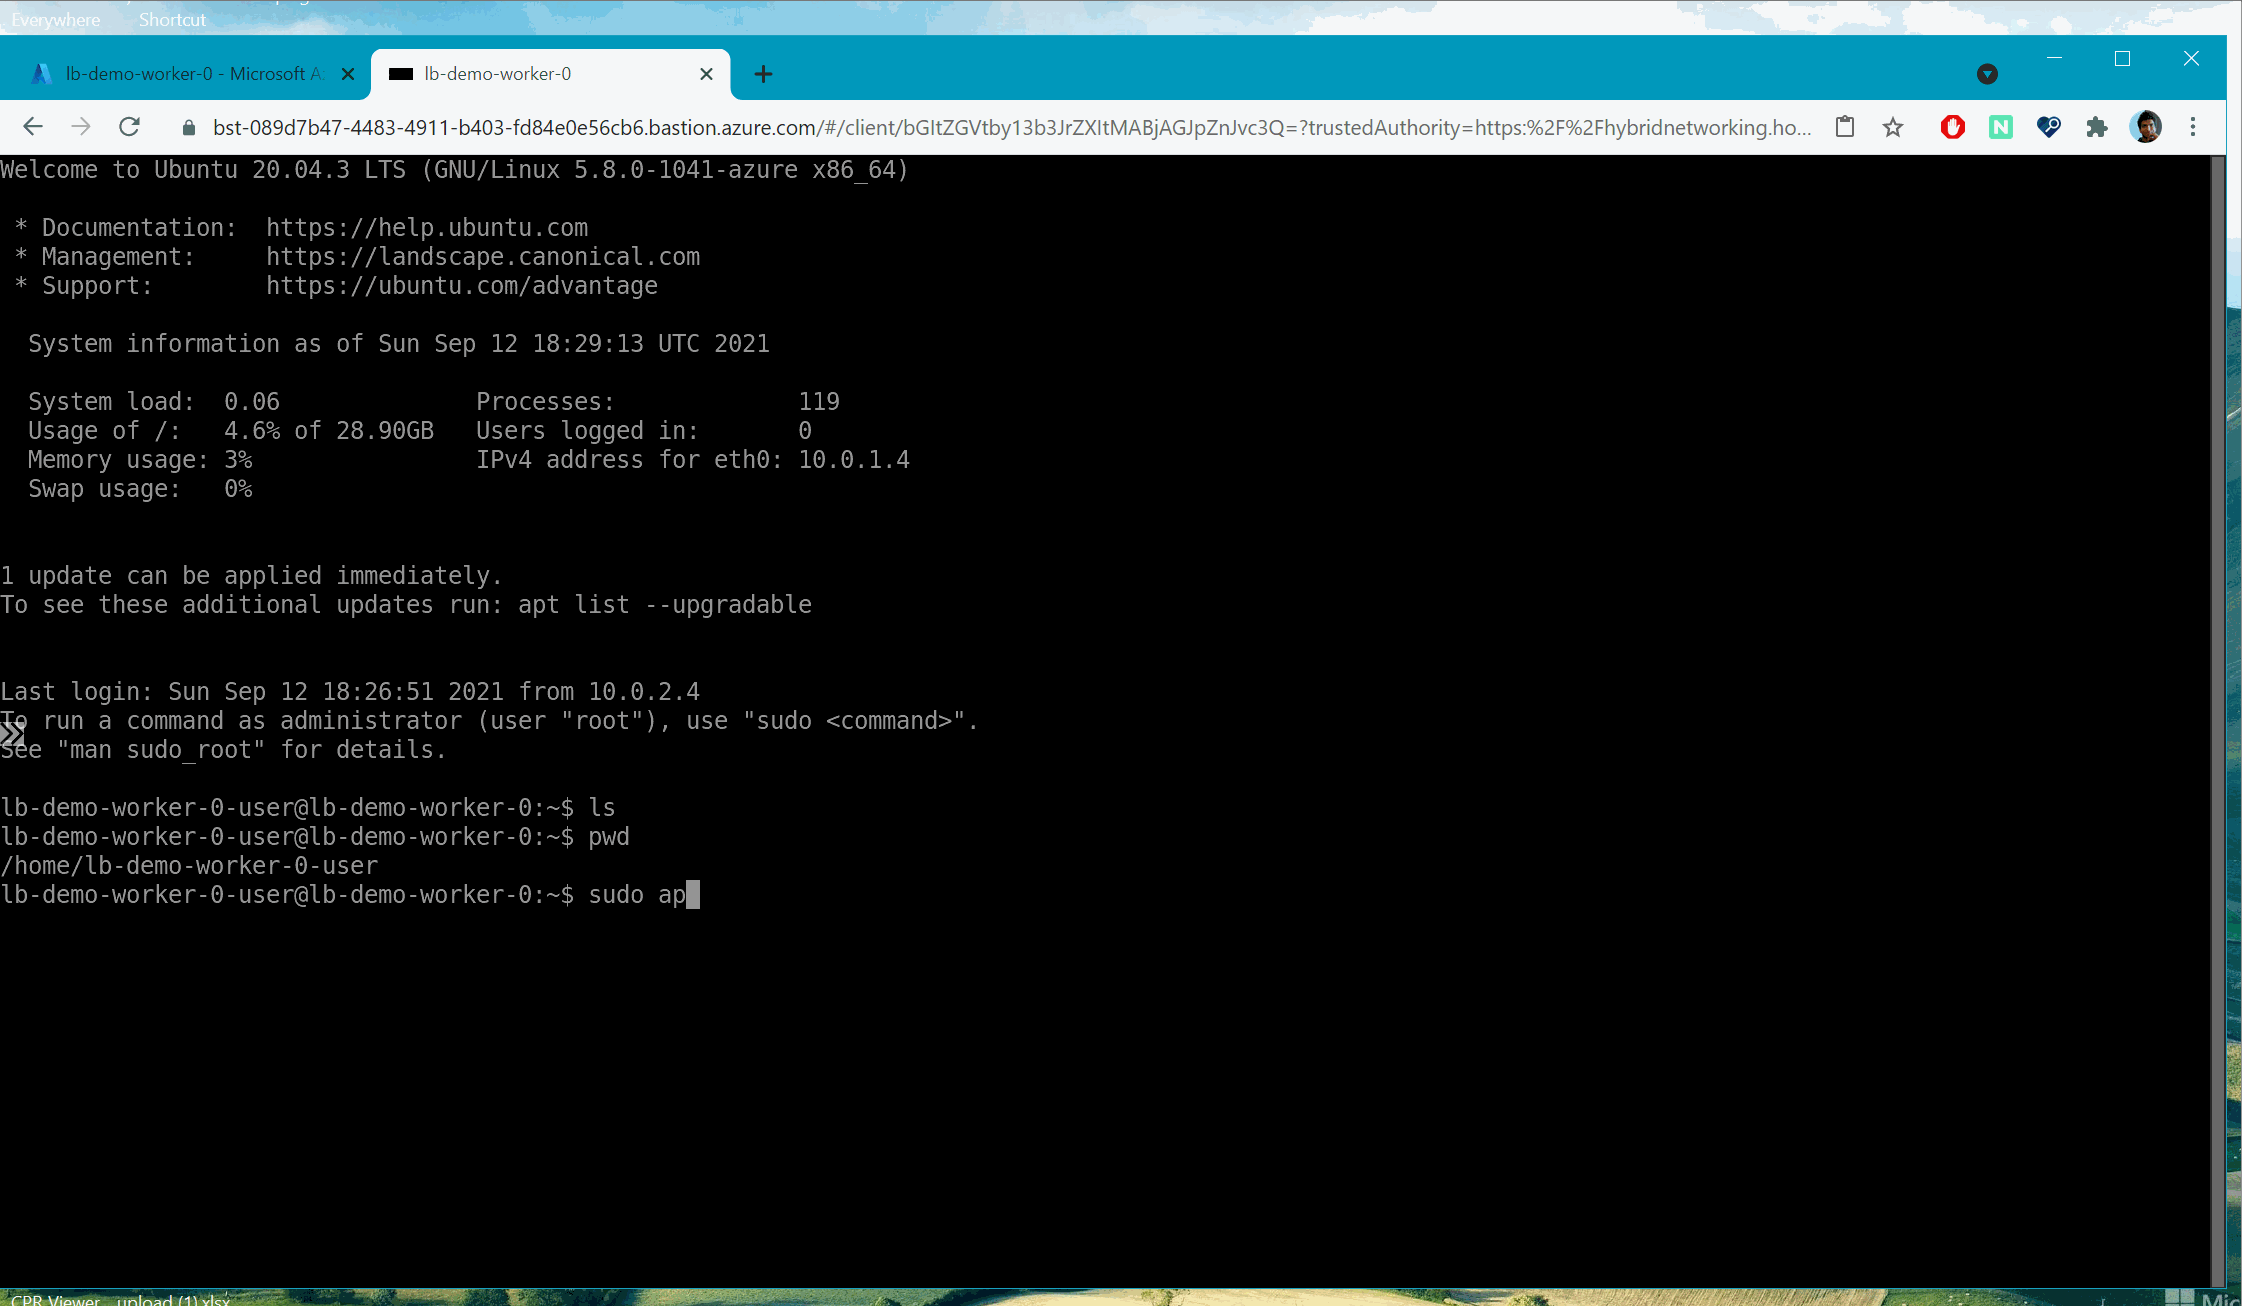 Everywhere Shortcut
lb-demo-worker-0 - Microsoft A
lb-demo-worker-0
bst-089d7b47-4483-4911-b403-fd84e0e56cb6.bastion.azure.com/#/client/bGItZGVtby13b3JrZXItMABjAGJpZnJvc3Q=?trustedAuthority=https:%2F%2Fhybridnetworking.ho...
N
Welcome to Ubuntu 20.04.3 LTS (GNU/Linux 5.8.0-1041-azure x86_64)
* Documentation: https://help.ubuntu.com
* Management: https://landscape.canonical.com
* Support: https://ubuntu.com/advantage
System information as of Sun Sep 12 18:29:13 UTC 2021
System load: 0.06 Processes: 119
Usage of /: 4.6% of 28.90GB Users logged in: 0
Memory usage: 3% IPv4 address for eth0: 10.0.1.4
Swap usage: 0%
1 update can be applied immediately.
To see these additional updates run: apt list --upgradable
Last login: Sun Sep 12 18:26:51 2021 from 10.0.2.4
To run a command as administrator (user "root"), use "sudo <command>".
See "man sudo_root" for details.
lb-demo-worker-0-user@lb-demo-worker-0:~$ ls
lb-demo-worker-0-user@lb-demo-worker-0:~$ pwd
/home/lb-demo-worker-0-user
lb-demo-worker-0-user@lb-demo-worker-0:~$ sudo ap
CPR Viewer upload (1).xlsx
Mic